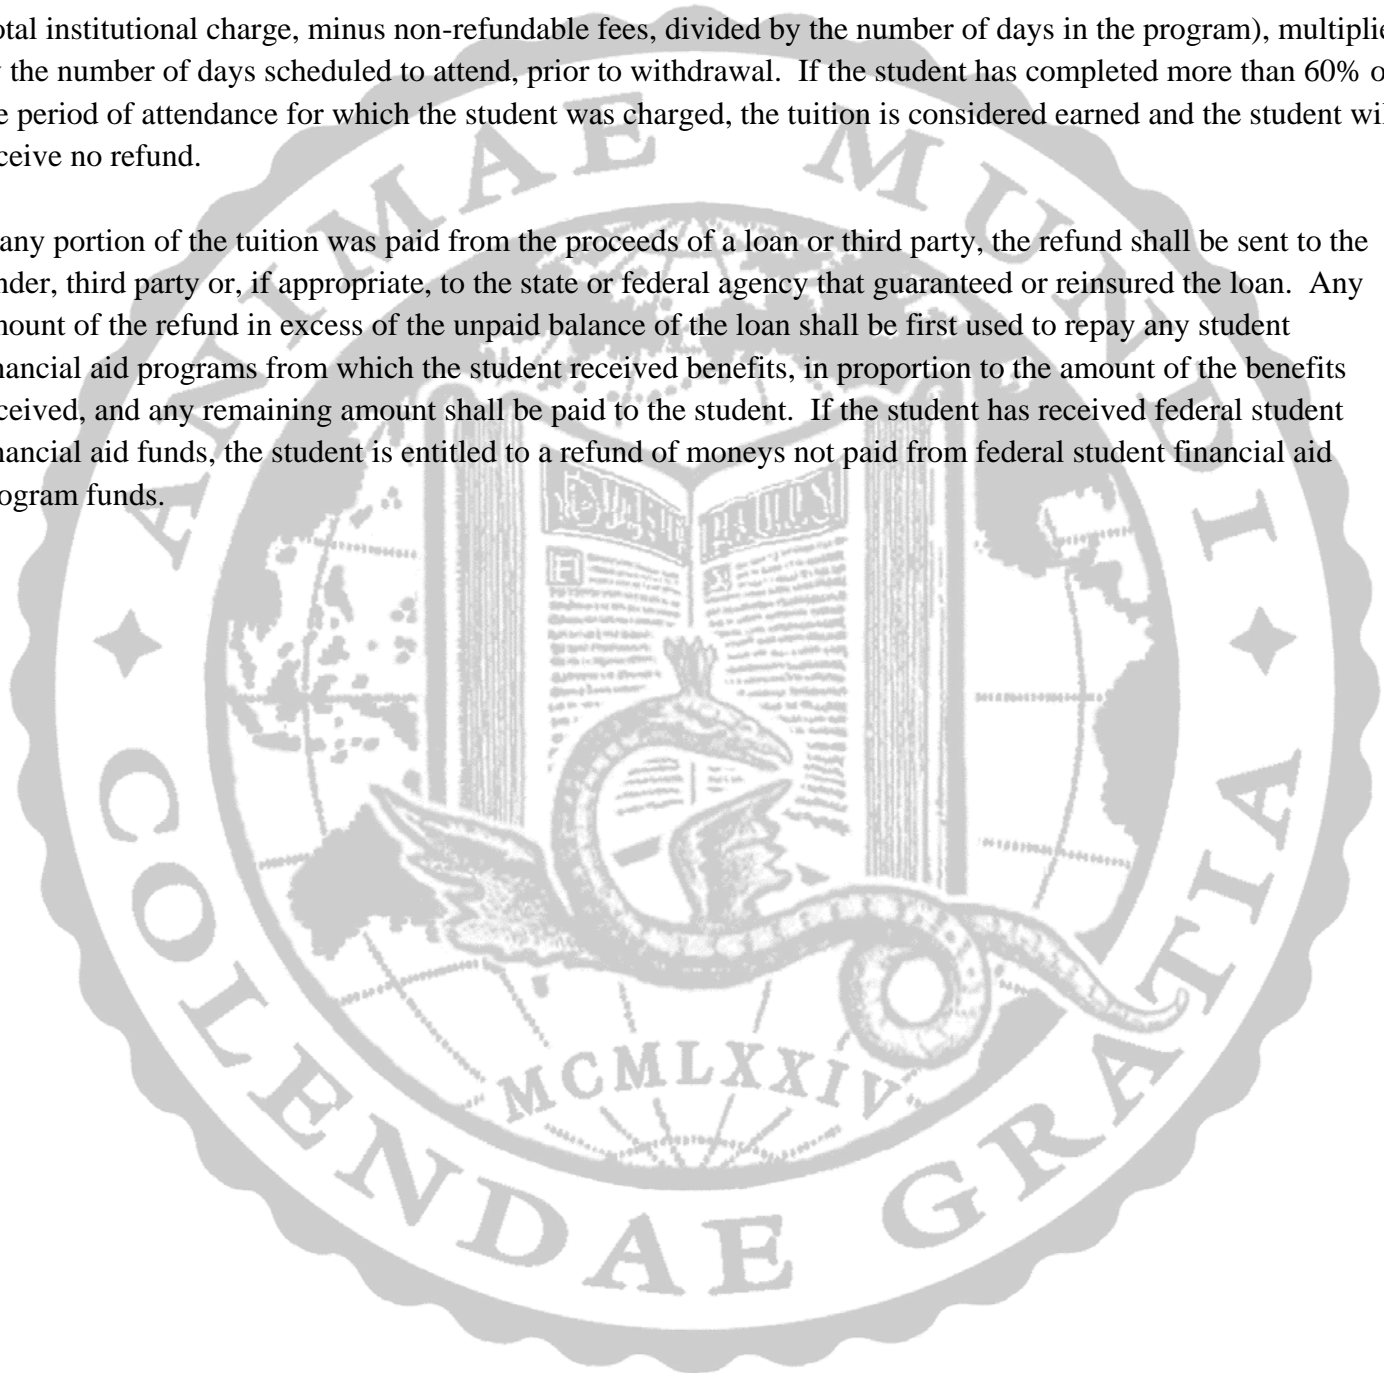 otal institutional charge, minus non-refundable fees, divided by the number of days in the program), multiplie
y the number of days scheduled to attend, prior to withdrawal. If the student has completed more than 60% o
e period of attendance for which the student was charged, the tuition is considered earned and the student wil
ceive no refund.
any portion of the tuition was paid from the proceeds of a loan or third party, the refund shall be sent to the
nder, third party or, if appropriate, to the state or federal agency that guaranteed or reinsured the loan. Any
mount of the refund in excess of the unpaid balance of the loan shall be first used to repay any student
nancial aid programs from which the student received benefits, in proportion to the amount of the benefits
ceived, and any remaining amount shall be paid to the student. If the student has received federal student
nancial aid funds, the student is entitled to a refund of moneys not paid from federal student financial aid
ogram funds.
ANIMAE MUNDI
COLENDAE GRATIA
MCMLXXIV